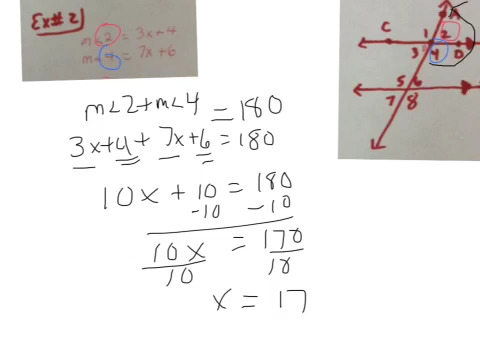 Ex# 2
m<2 = 3x+4
m<4 = 7x+6
m<2+m<4 = 180
3x+4+7x+6=180
10x + 10 = 180
-10 -10
10x = 170
10 10
x = 17
A
C 1 2
3 4 D
5 6
7 8